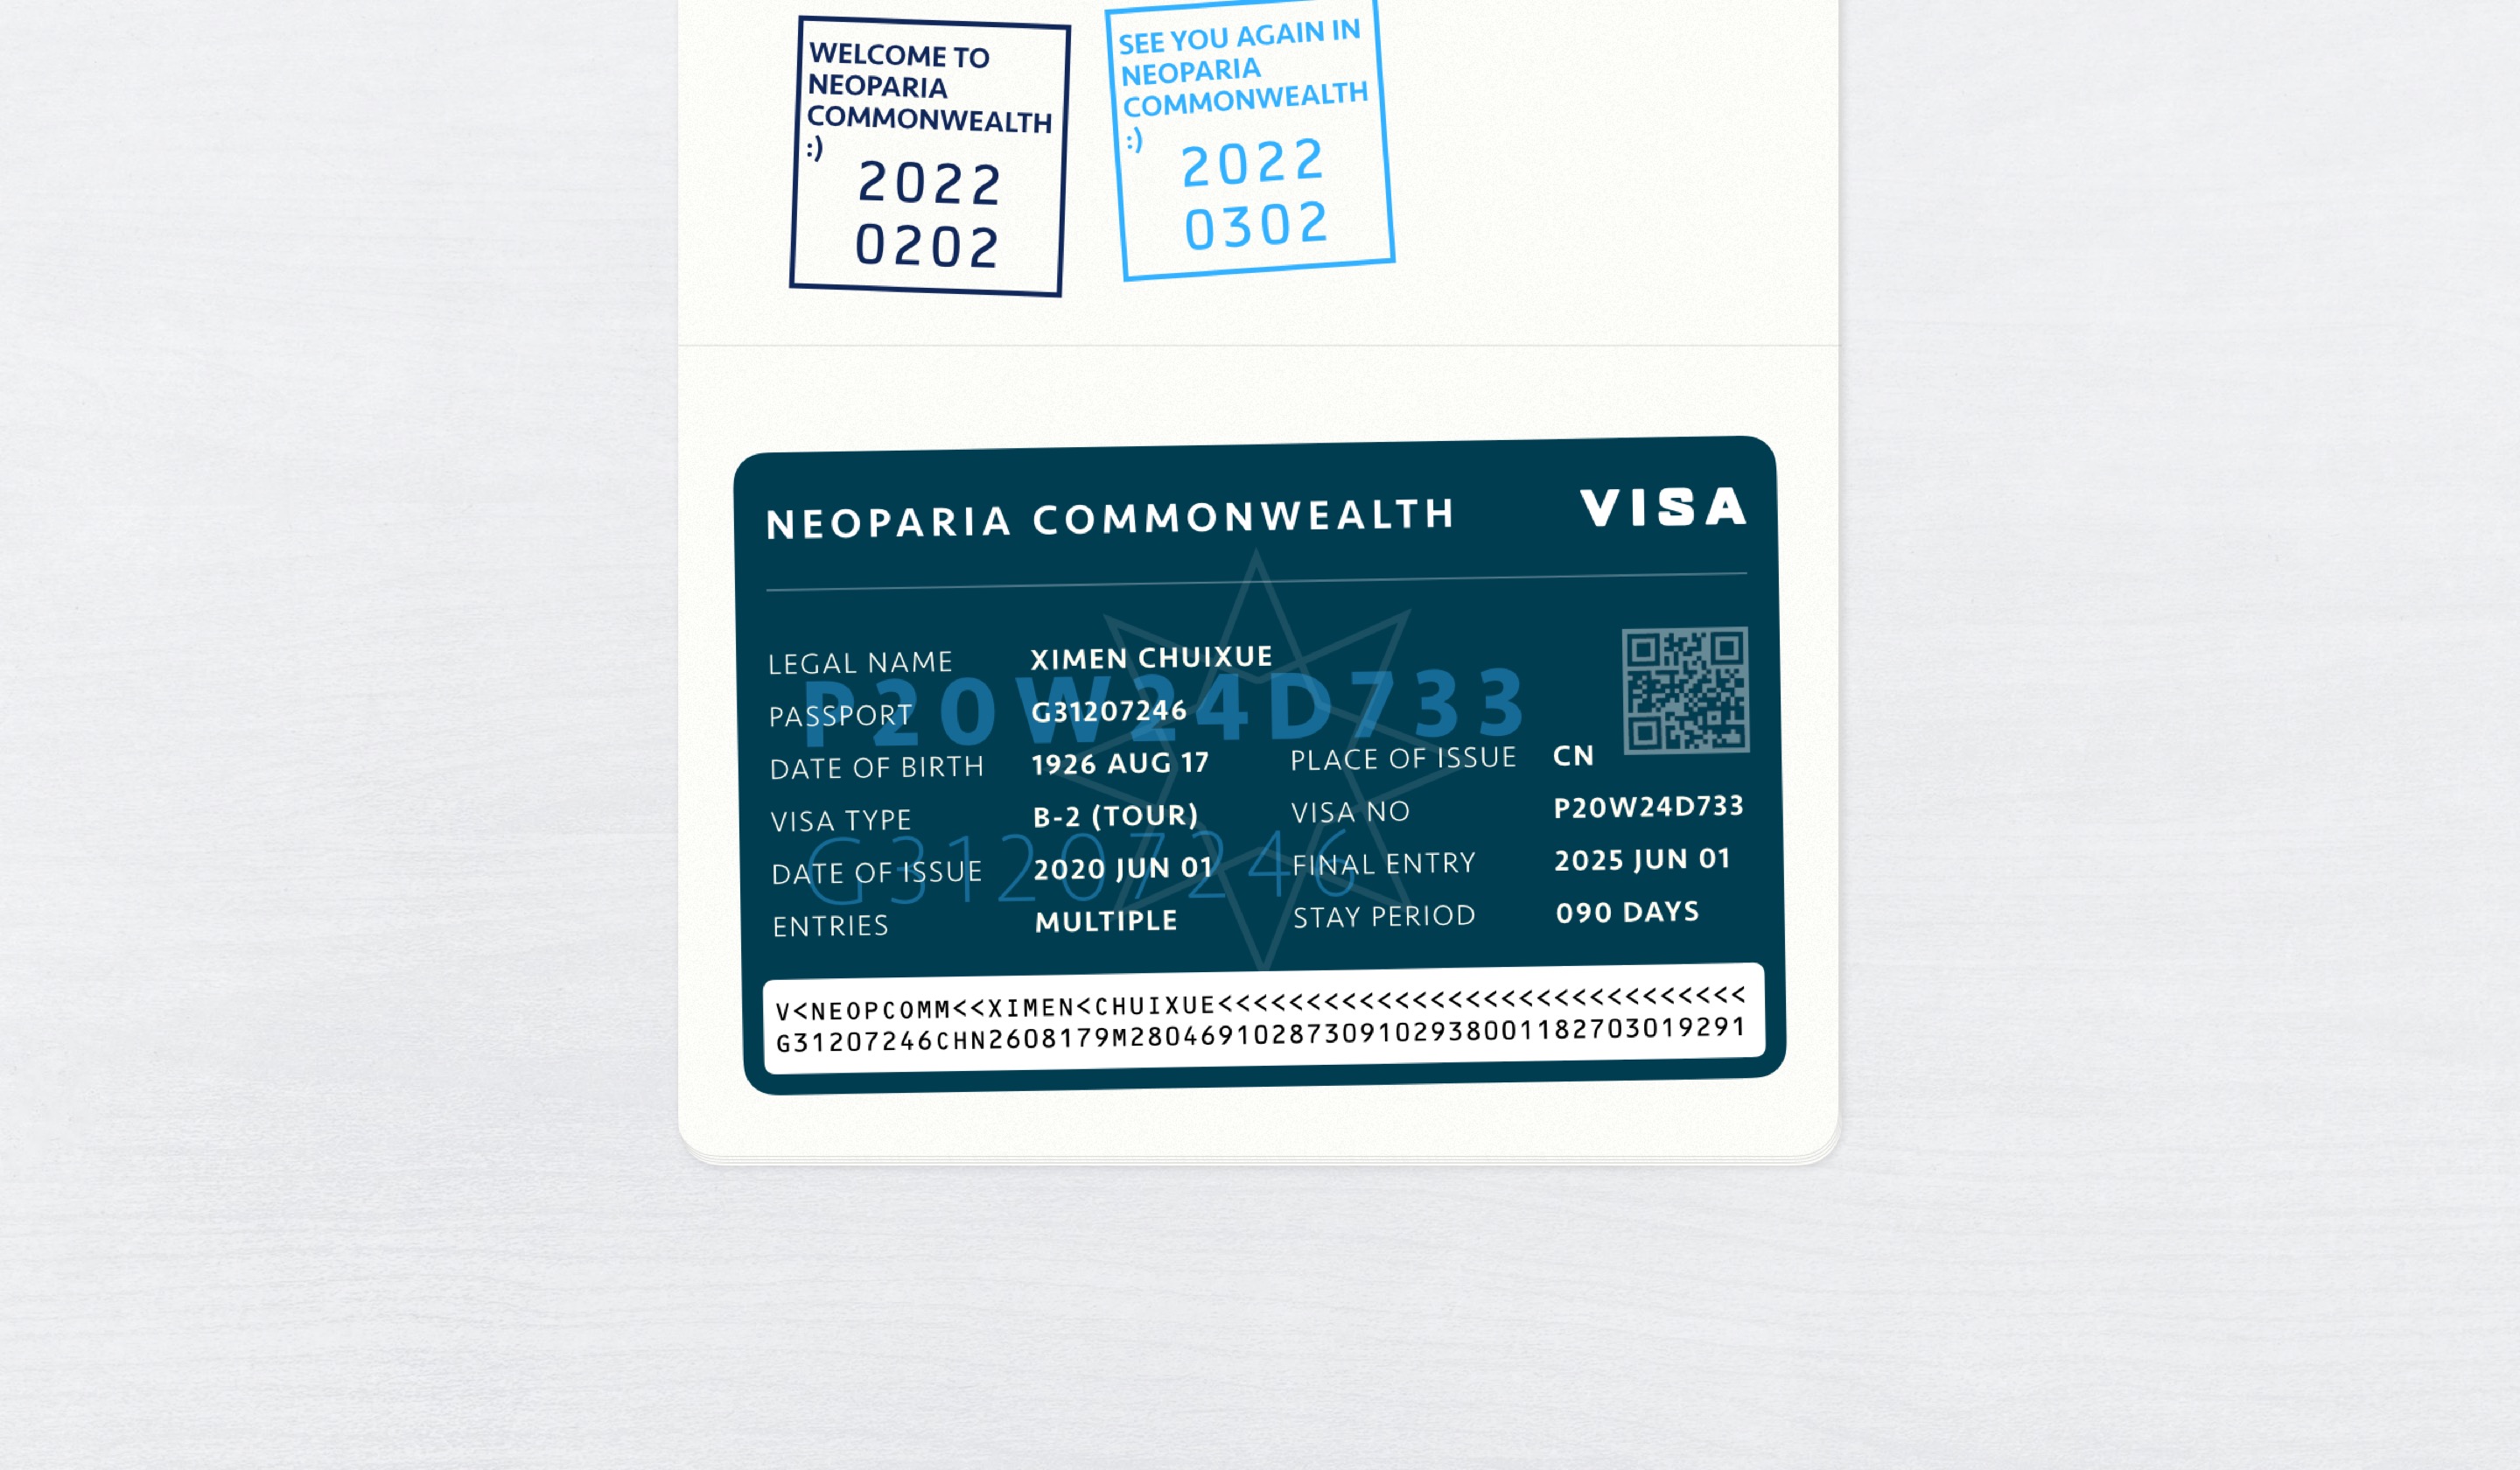 WELCOME TO
NEOPARIA
COMMONWEALTH
:)
2022
0202
SEE YOU AGAIN IN
NEOPARIA
COMMONWEALTH
:)
2022
0302
NEOPARIA COMMONWEALTH VISA
LEGAL NAME XIMEN CHUIXUE
P20W24D733
PASSPORT G31207246
DATE OF BIRTH 1926 AUG 17 PLACE OF ISSUE CN
VISA TYPE B-2 (TOUR) VISA NO P20W24D733
G31207246
DATE OF ISSUE 2020 JUN 01 FINAL ENTRY 2025 JUN 01
ENTRIES MULTIPLE STAY PERIOD 090 DAYS
V<NEOPCOMM<<XIMEN<CHUIXUE<<<<<<<<<<<<<<<<<<<<<<<<<<<<<<
G31207246CHN2608179M2804691028730910293800118270301929​1